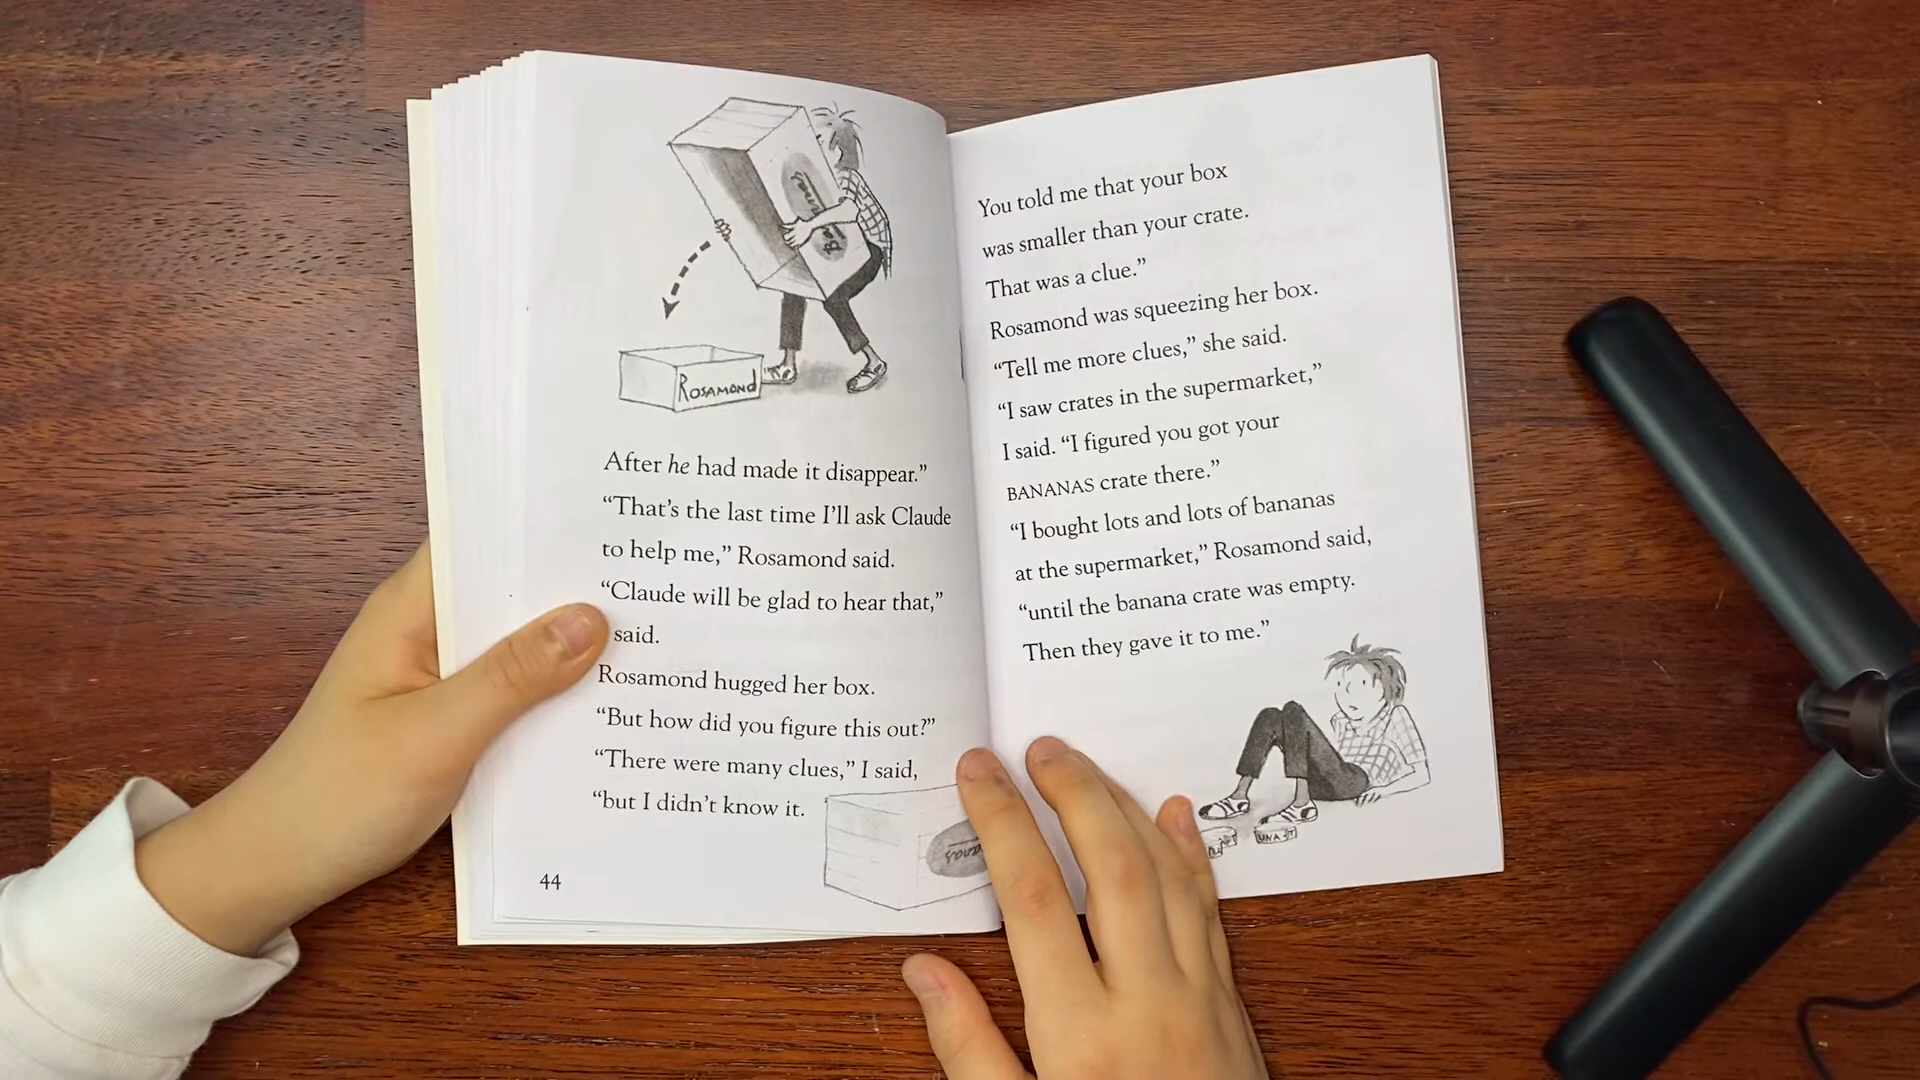 Bananas
ROSAMOND
After he had made it disappear.”
“That’s the last time I’ll ask Claude
to help me,” Rosamond said.
“Claude will be glad to hear that,”
said.
Rosamond hugged her box.
“But how did you figure this out?”
“There were many clues,” I said,
“but I didn’t know it.
44
You told me that your box
was smaller than your crate.
That was a clue.”
Rosamond was squeezing her box.
“Tell me more clues,” she said.
“I saw crates in the supermarket,”
I said. “I figured you got your
BANANAS crate there.”
“I bought lots and lots of bananas
at the supermarket,” Rosamond said,
“until the banana crate was empty.
Then they gave it to me.”